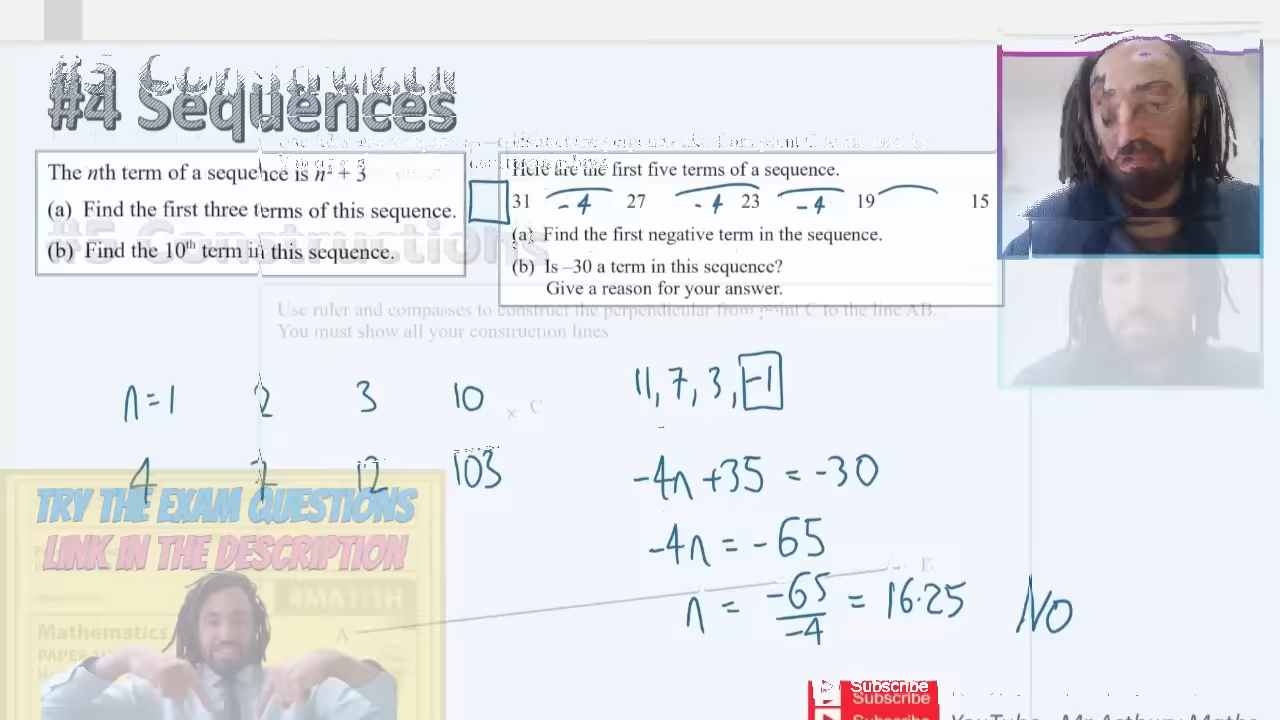 #4 Sequences
The nth term of a sequence is n² + 3
(a) Find the first three terms of this sequence.
(b) Find the 10th term in this sequence.
Here are the first five terms of a sequence.
31 -4 27 -4 23 -4 19 15
(a) Find the first negative term in the sequence.
(b) Is –30 a term in this sequence?
Give a reason for your answer.
#5 Constructions
Use ruler and compasses to construct the perpendicular from point C to the line AB.
You must show all your construction lines
× C
n=1 2 3 10
4 7 12 103
11, 7, 3, -1
-4n +35 = -30
-4n = -65
n = -65/-4 = 16.25 NO
A
TRY THE EXAM QUESTIONS
LINK IN THE DESCRIPTION
Mathematics
Subscribe
Subscribe